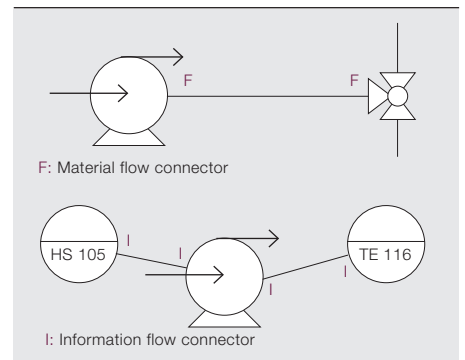 F F
F: Material flow connector
HS 105 I I TE 116
I I
I: Information flow connector